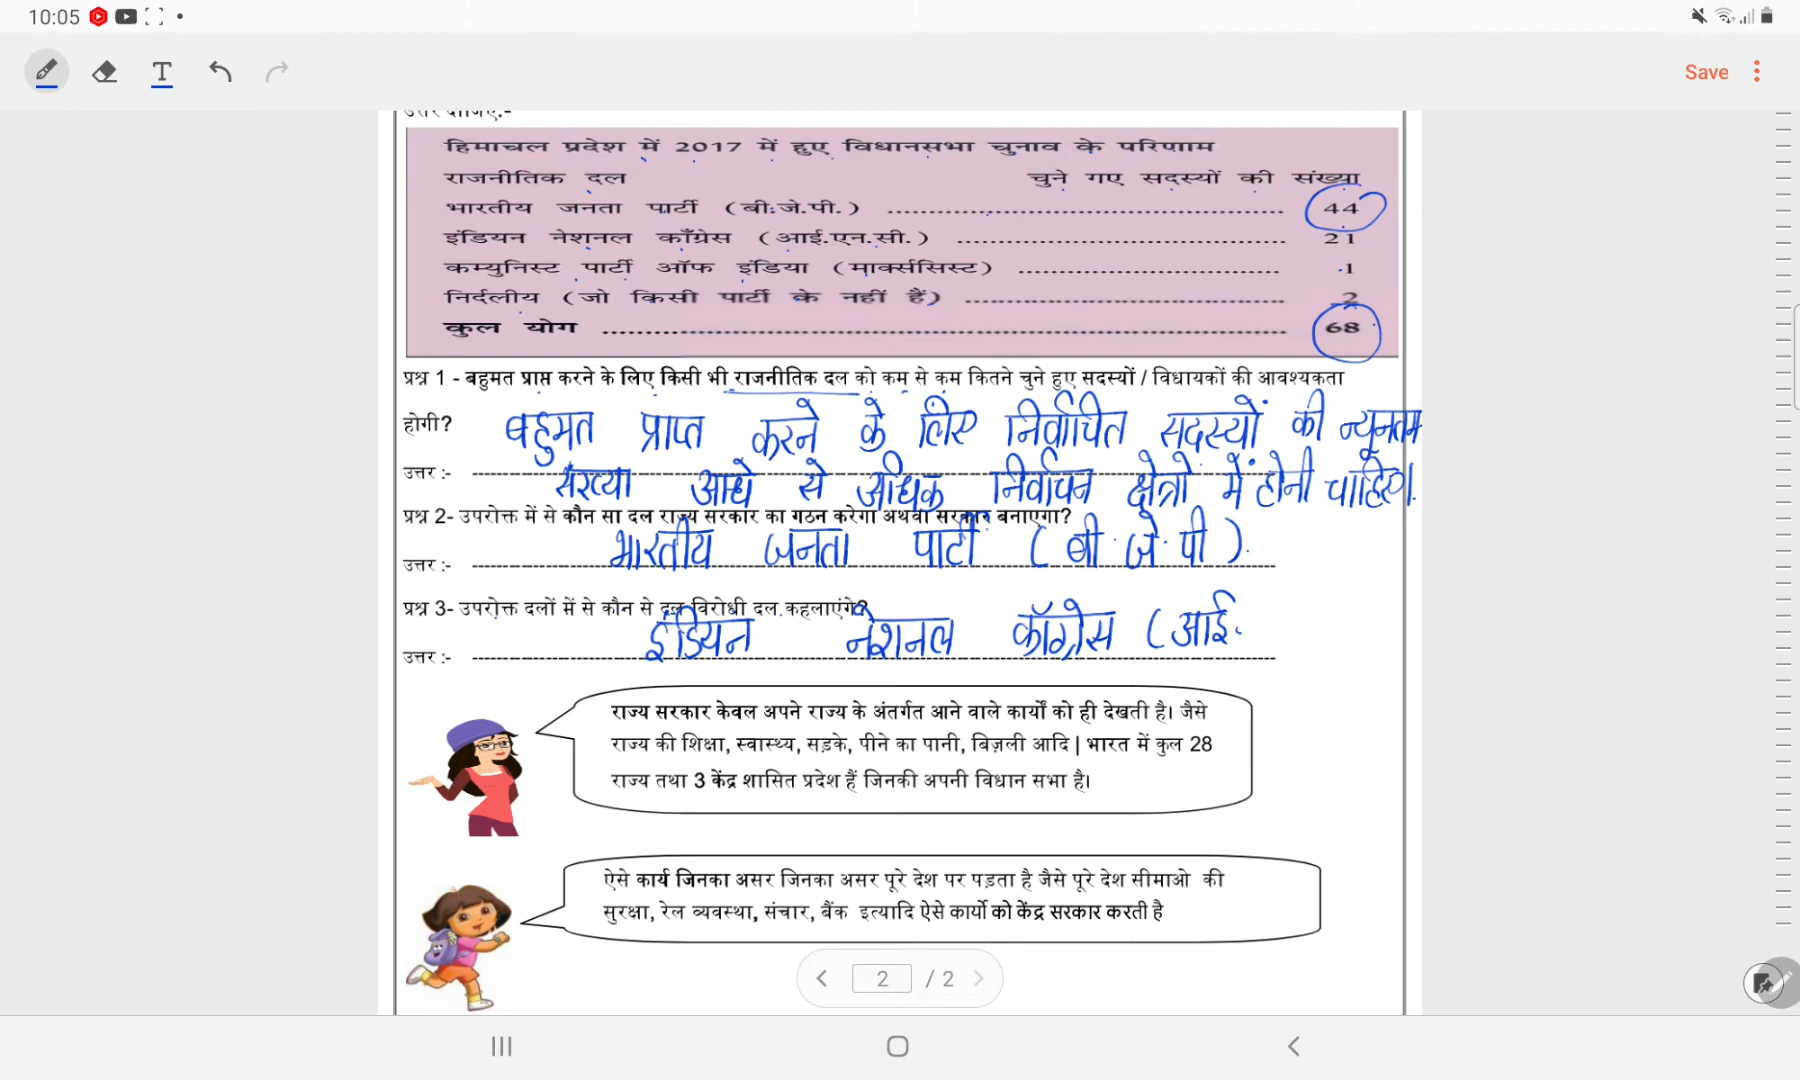 10:05
Save
उत्तर दीजिए:-
हिमाचल प्रदेश में 2017 में हुए विधानसभा चुनाव के परिणाम
राजनीतिक दल चुने गए सदस्यों की संख्या
भारतीय जनता पार्टी (बी.जे.पी.) ........................................................ 44
इंडियन नेशनल काँग्रेस (आई.एन.सी.) .............................................. 21
कम्युनिस्ट पार्टी ऑफ इंडिया (मार्क्ससिस्ट) ..................................... 1
निर्दलीय (जो किसी पार्टी के नहीं हैं) ............................................. 2
कुल योग .................................................................................... 68
प्रश्न 1 - बहुमत प्राप्त करने के लिए किसी भी राजनीतिक दल को कम से कम कितने चुने हुए सदस्यों / विधायकों की आवश्यकता
होगी? बहुमत प्राप्त करने के लिए निर्वाचित सदस्यों की न्यूनतम
उत्तर :- संख्या आधे से अधिक निर्वाचन क्षेत्रो में होनी चाहिए।
प्रश्न 2- उपरोक्त में से कौन सा दल राज्य सरकार का गठन करेगा अथवा सरकार बनाएगा?
उत्तर :- भारतीय जनता पार्टी (बी. जे. पी).
प्रश्न 3- उपरोक्त दलों में से कौन से दल विरोधी दल कहलाएंगे?
उत्तर :- इंडियन नेशनल काँग्रेस (आई.
राज्य सरकार केवल अपने राज्य के अंतर्गत आने वाले कार्यों को ही देखती है। जैसे
राज्य की शिक्षा, स्वास्थ्य, सड़के, पीने का पानी, बिज़ली आदि | भारत में कुल 28
राज्य तथा 3 केंद्र शासित प्रदेश हैं जिनकी अपनी विधान सभा है।
ऐसे कार्य जिनका असर जिनका असर पूरे देश पर पड़ता है जैसे पूरे देश सीमाओ की
सुरक्षा, रेल व्यवस्था, संचार, बैंक इत्यादि ऐसे कार्यो को केंद्र सरकार करती है
2 / 2